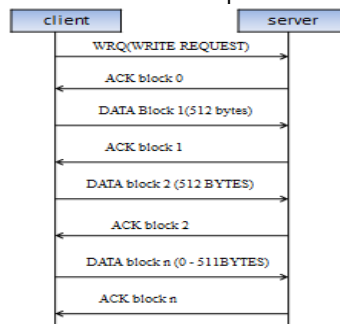 client
server
WRQ(WRITE REQUEST)
ACK block 0
DATA Block 1(512 bytes)
ACK block 1
DATA block 2 (512 BYTES)
ACK block 2
DATA block n (0 - 511BYTES)
ACK block n